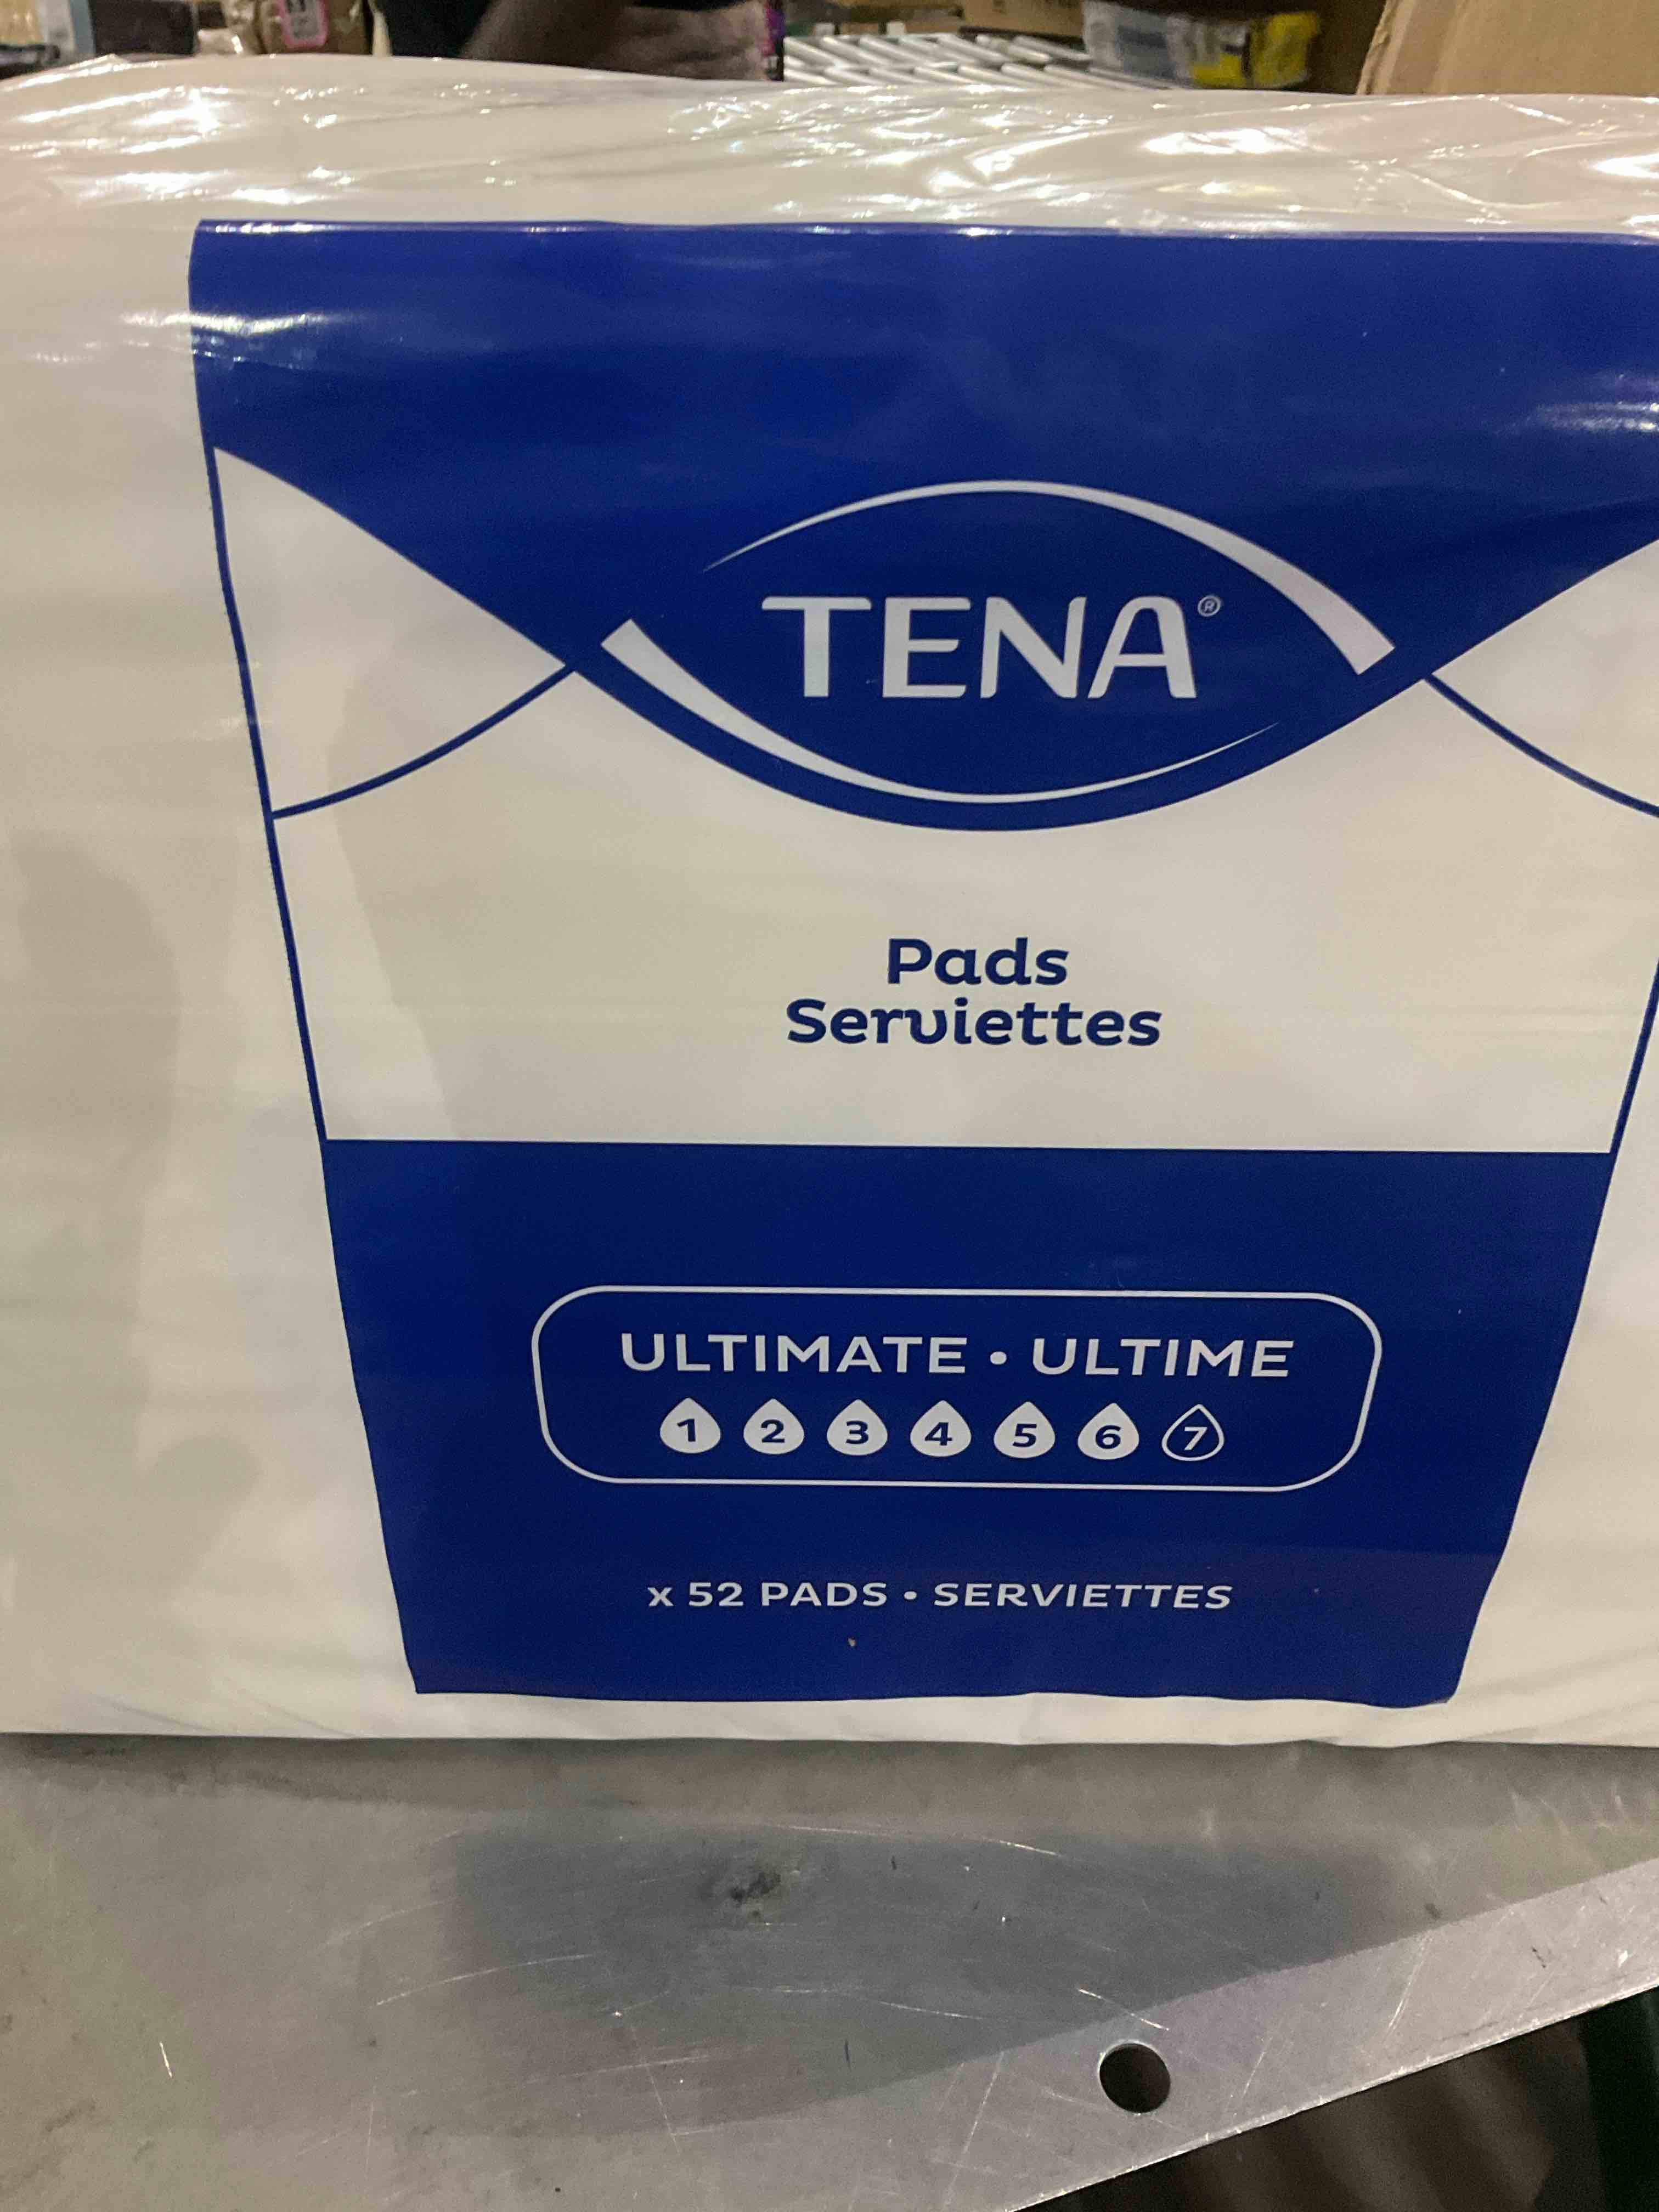 TENA®
Pads
Serviettes
ULTIMATE • ULTIME
1 2 3 4 5 6 7
x 52 PADS • SERVIETTES